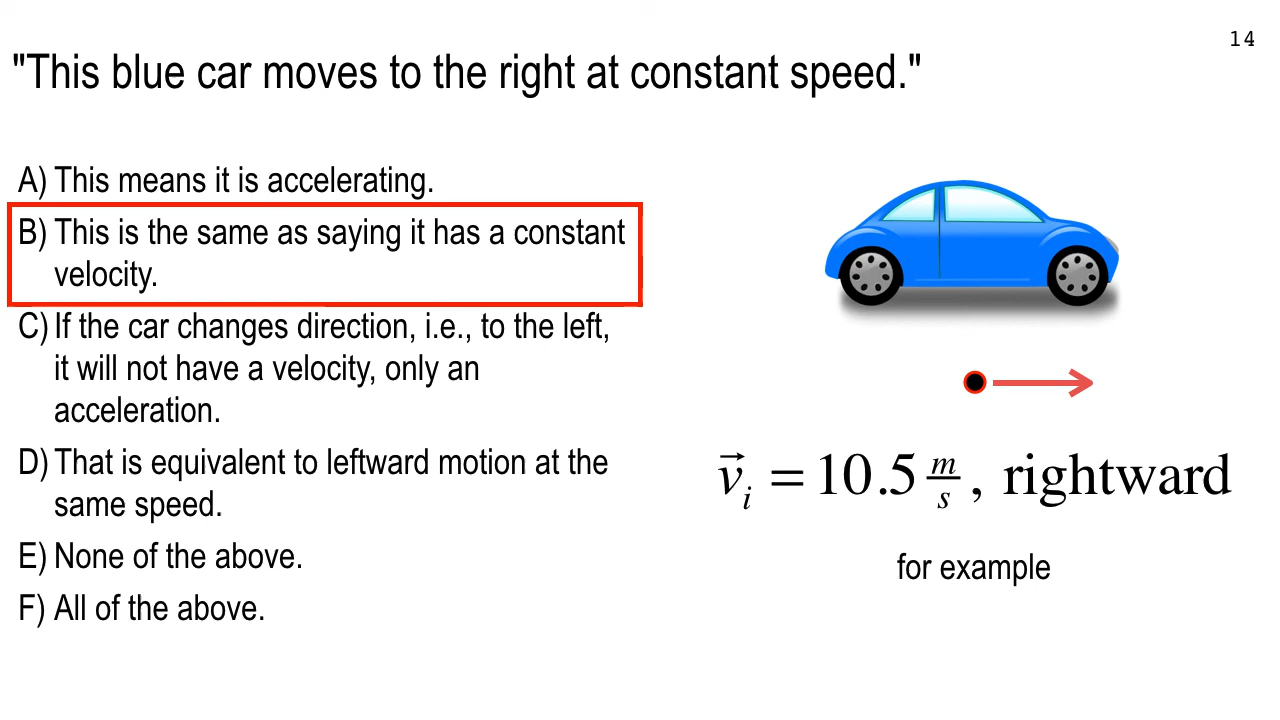 14
"This blue car moves to the right at constant speed."
A) This means it is accelerating.
B) This is the same as saying it has a constant
velocity.
C) If the car changes direction, i.e., to the left,
it will not have a velocity, only an
acceleration.
D) That is equivalent to leftward motion at the
same speed.
E) None of the above.
F) All of the above.
v⃗ᵢ = 10.5 m/s, rightward
for example